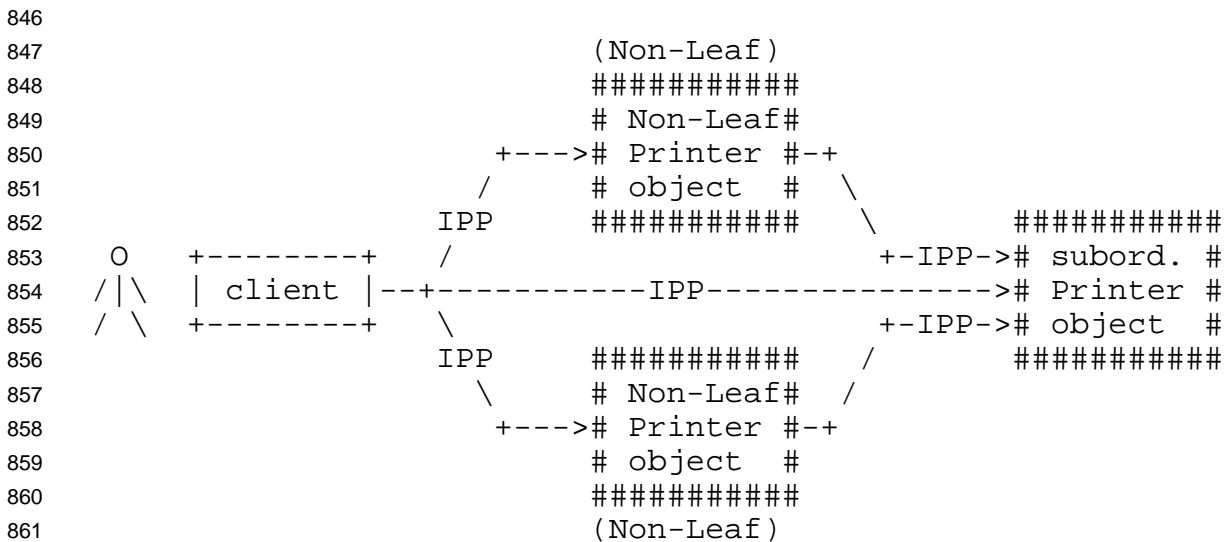 846
847                              (Non-Leaf)
848                              ###########
849                              # Non-Leaf#
850                        +---># Printer #-+
851                       /      # object  #  \
852                    IPP      ###########   \        ###########
853    O    +--------+    /                      +-IPP-># subord. #
854   /|\  | client |--+-----------IPP---------------># Printer #
855   / \  +--------+    \                      +-IPP-># object  #
856                    IPP      ###########   /        ###########
857                       \      # Non-Leaf#  /
858                        +---># Printer #-+
859                              # object  #
860                              ###########
861                              (Non-Leaf)